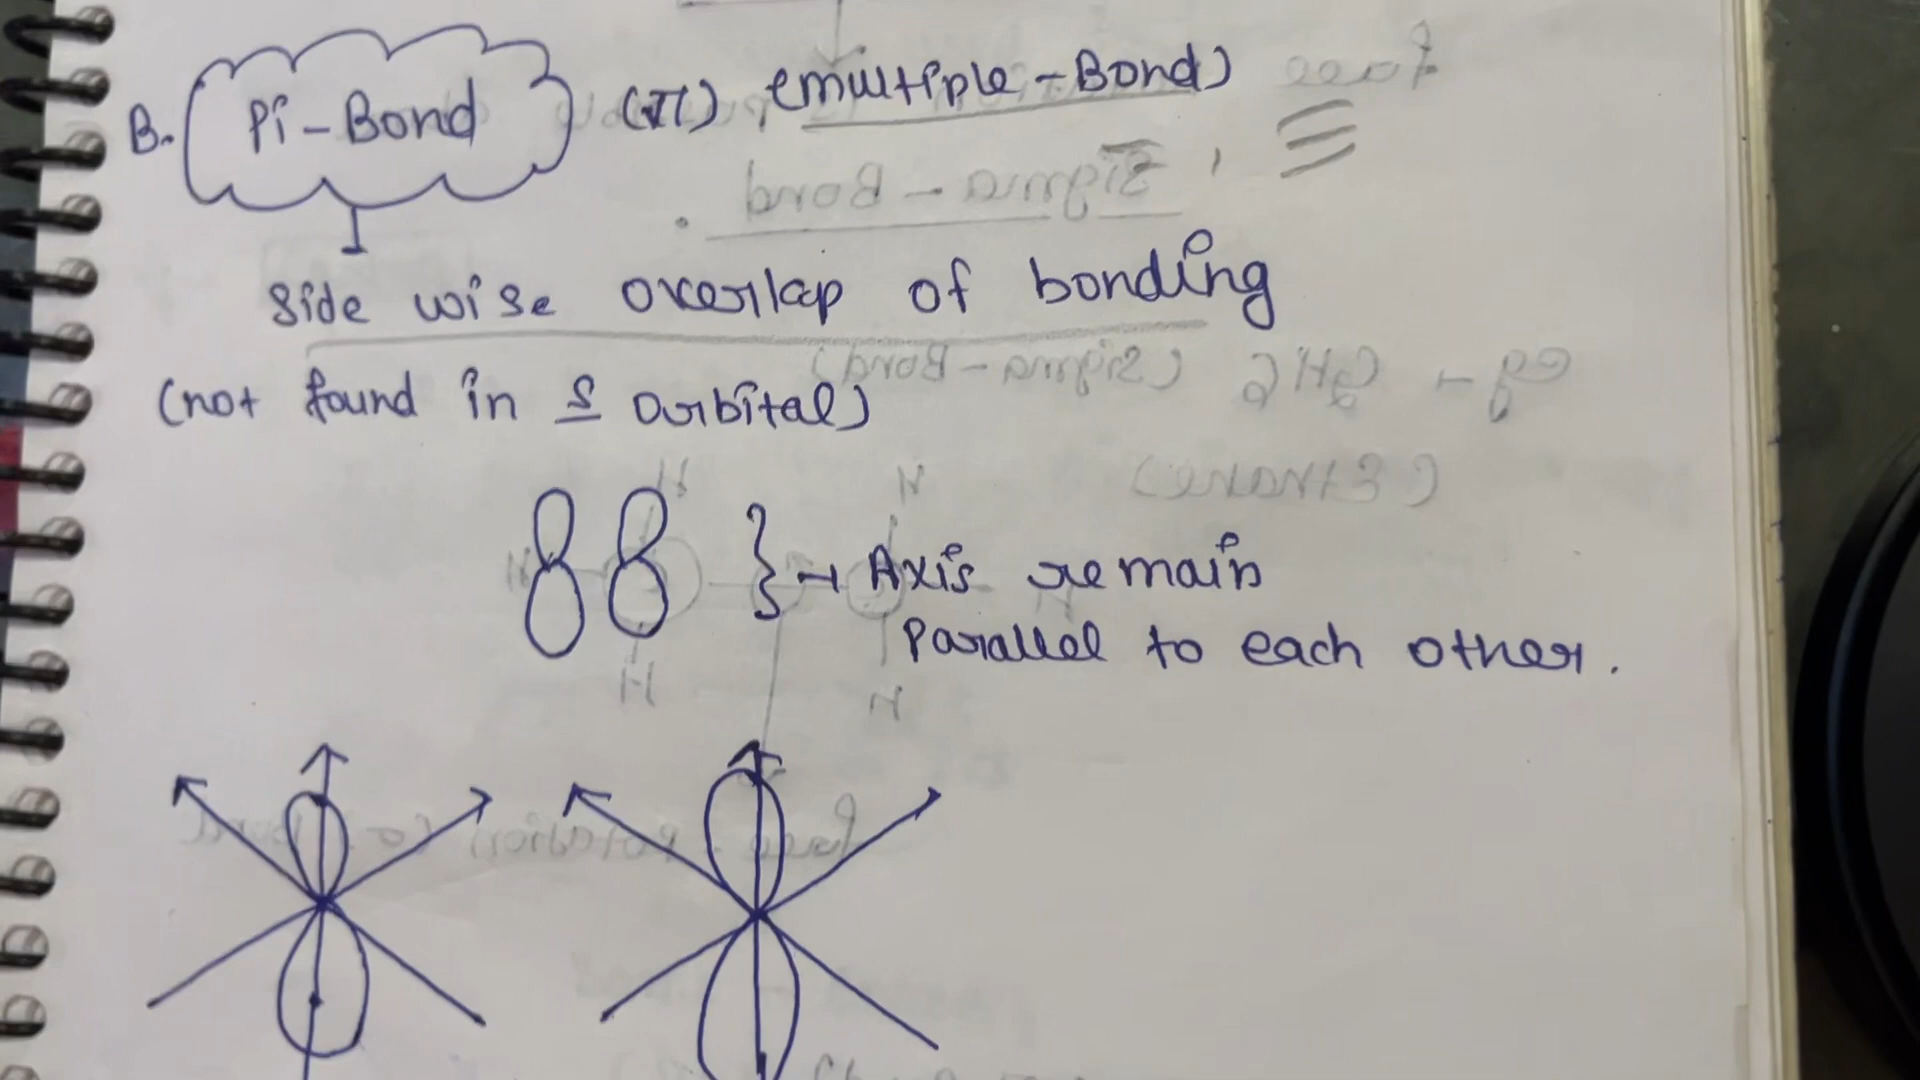 B. Pi-Bond (π) (multiple-Bond)
side wise overlap of bonding
(not found in s orbital)
→ Axis remain
Parallel to each other.